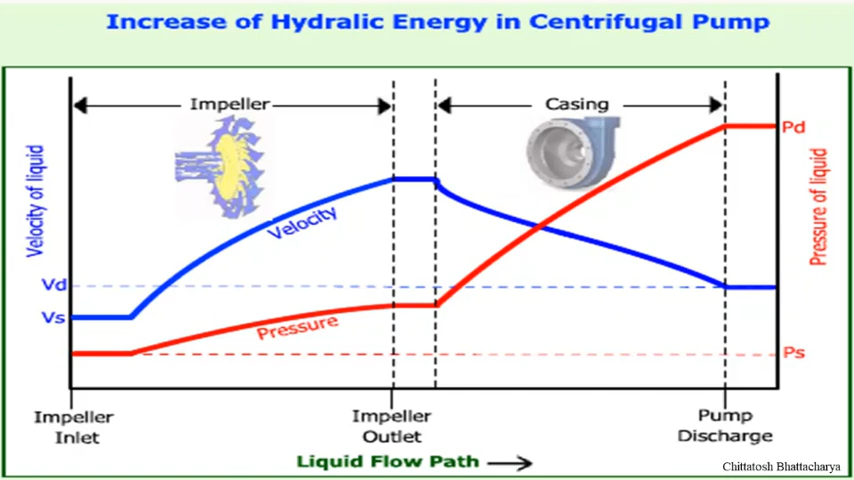 Increase of Hydralic Energy in Centrifugal Pump
Impeller
Casing
Velocity of liquid
Pressure of liquid
Pd
Velocity
Vd
Vs
Pressure
Ps
Impeller
Inlet
Impeller
Outlet
Pump
Discharge
Liquid Flow Path
Chittatosh Bhattacharya